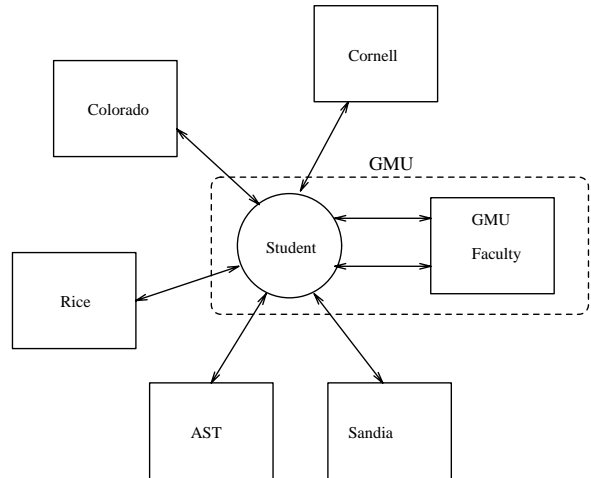 Cornell
Colorado
GMU
GMU
Student
Faculty
Rice
AST
Sandia